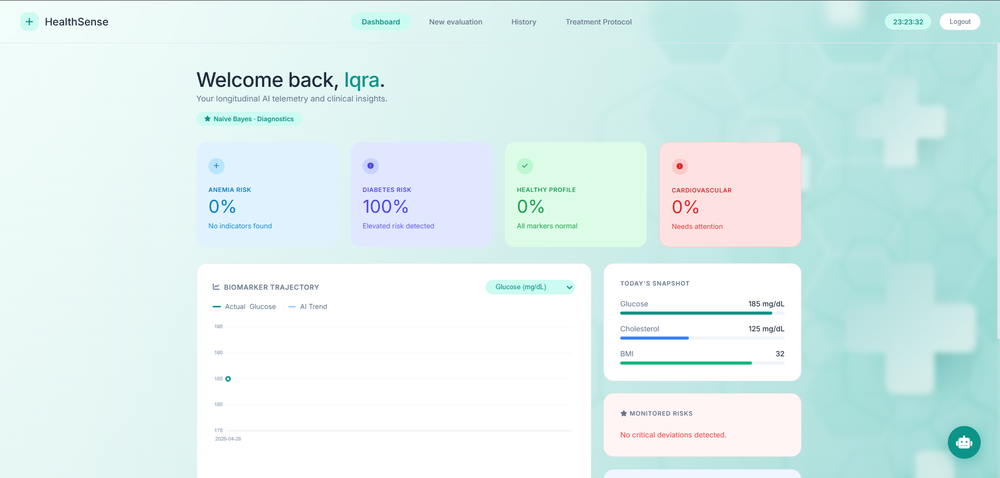 HealthSense
Dashboard
New evaluation
History
Treatment Protocol
23:23:32
Logout
Welcome back, Iqra.
Your longitudinal AI telemetry and clinical insights.
Naive Bayes · Diagnostics
ANEMIA RISK
0%
No indicators found
DIABETES RISK
100%
Elevated risk detected
HEALTHY PROFILE
0%
All markers normal
CARDIOVASCULAR
0%
Needs attention
BIOMARKER TRAJECTORY
Glucose (mg/dL)
Actual Glucose
AI Trend
195
190
185
180
175
2026-04-28
TODAY'S SNAPSHOT
Glucose 185 mg/dL
Cholesterol 125 mg/dL
BMI 32
MONITORED RISKS
No critical deviations detected.